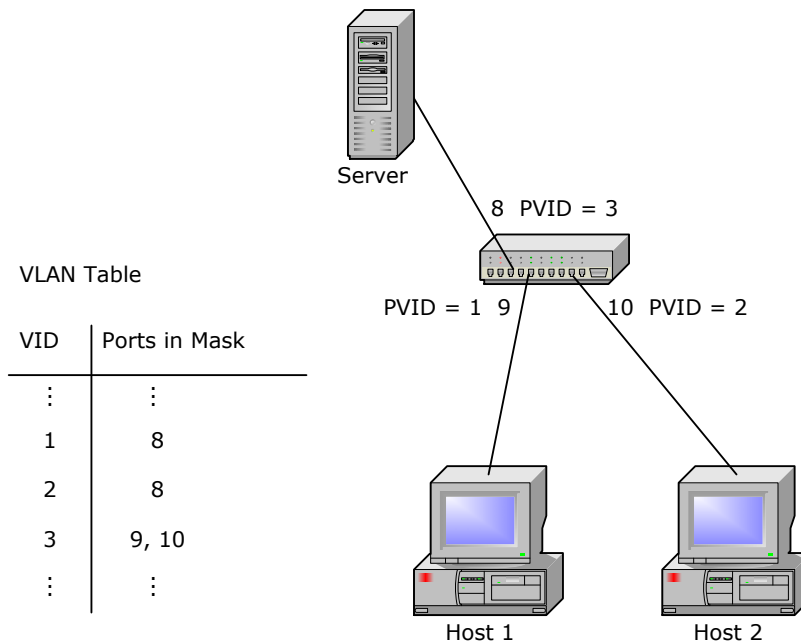 Server
8 PVID = 3
VLAN Table
PVID = 1 9
10 PVID = 2
VID Ports in Mask
⋮ ⋮
1 8
2 8
3 9, 10
⋮ ⋮
Host 1
Host 2